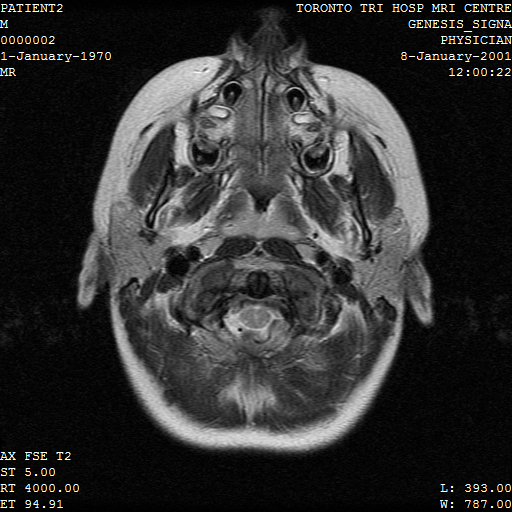 PATIENT2
M
0000002
1-January-1970
MR
TORONTO TRI HOSP MRI CENTRE
GENESIS_SIGNA
PHYSICIAN
8-January-2001
12:00:22
AX FSE T2
ST 5.00
RT 4000.00
ET 94.91
L: 393.00
W: 787.00